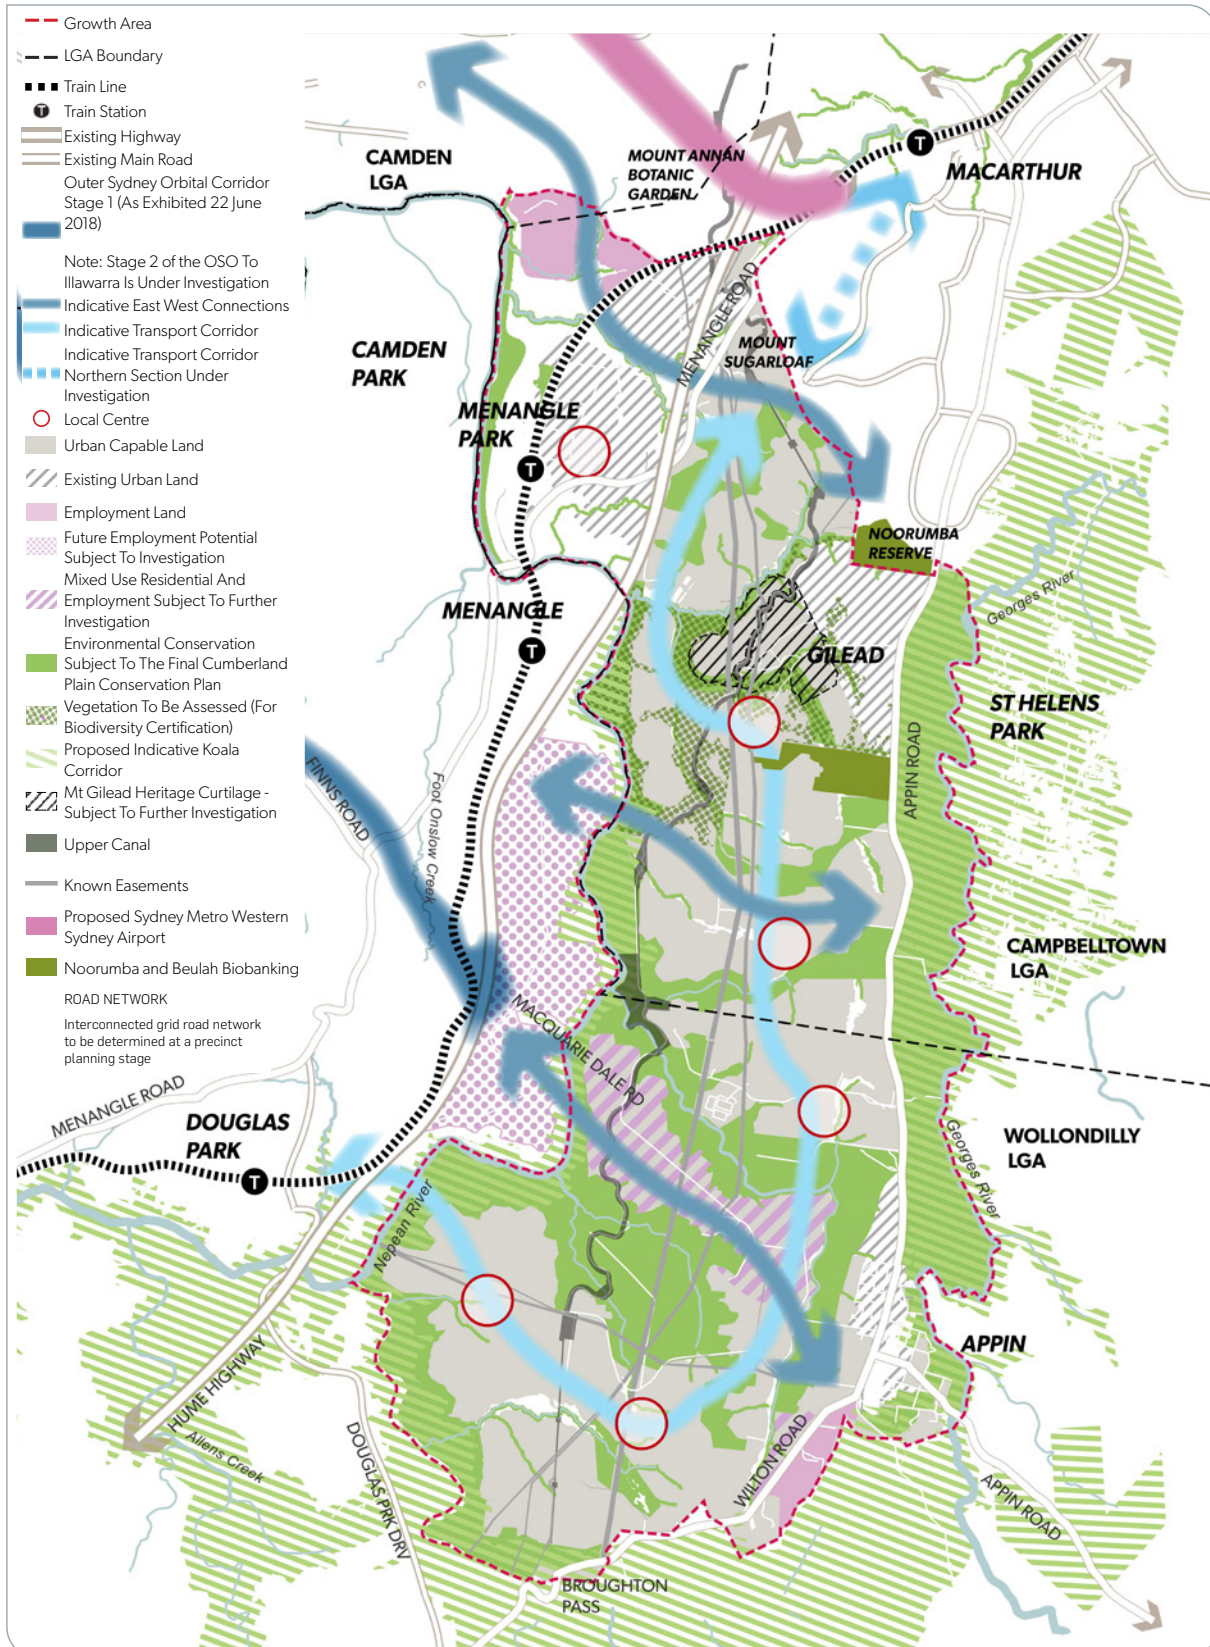 Growth Area
LGA Boundary
Train Line
T
Train Station
Existing Highway
Existing Main Road
Outer Sydney Orbital Corridor
Stage 1 (As Exhibited 22 June
2018)
Note: Stage 2 of the OSO To
Illawarra Is Under Investigation
Indicative East West Connections
Indicative Transport Corridor
Indicative Transport Corridor
Northern Section Under
Investigation
Local Centre
Urban Capable Land
Existing Urban Land
Employment Land
Future Employment Potential
Subject To Investigation
Mixed Use Residential And
Employment Subject To Further
Investigation
Environmental Conservation
Subject To The Final Cumberland
Plain Conservation Plan
Vegetation To Be Assessed (For
Biodiversity Certification)
Proposed Indicative Koala
Corridor
Mt Gilead Heritage Curtilage -
Subject To Further Investigation
Upper Canal
Known Easements
Proposed Sydney Metro Western
Sydney Airport
Noorumba and Beulah Biobanking
ROAD NETWORK
Interconnected grid road network
to be determined at a precinct
planning stage
CAMDEN
LGA
MOUNT ANNAN
BOTANIC
GARDEN
T
MACARTHUR
MENANGLE ROAD
MOUNT
SUGARLOAF
CAMDEN
PARK
MENANGLE
PARK
T
NOORUMBA
RESERVE
Georges River
MENANGLE
T
GILEAD
ST HELENS
PARK
APPIN ROAD
FINNS ROAD
Foot Onslow Creek
CAMPBELLTOWN
LGA
MACQUARIE DALE RD
MENANGLE ROAD
DOUGLAS
PARK
T
WOLLONDILLY
LGA
Georges River
Nepean River
APPIN
HUME HIGHWAY
Allens Creek
DOUGLAS PRK DRV
WILTON ROAD
APPIN ROAD
BROUGHTON
PASS